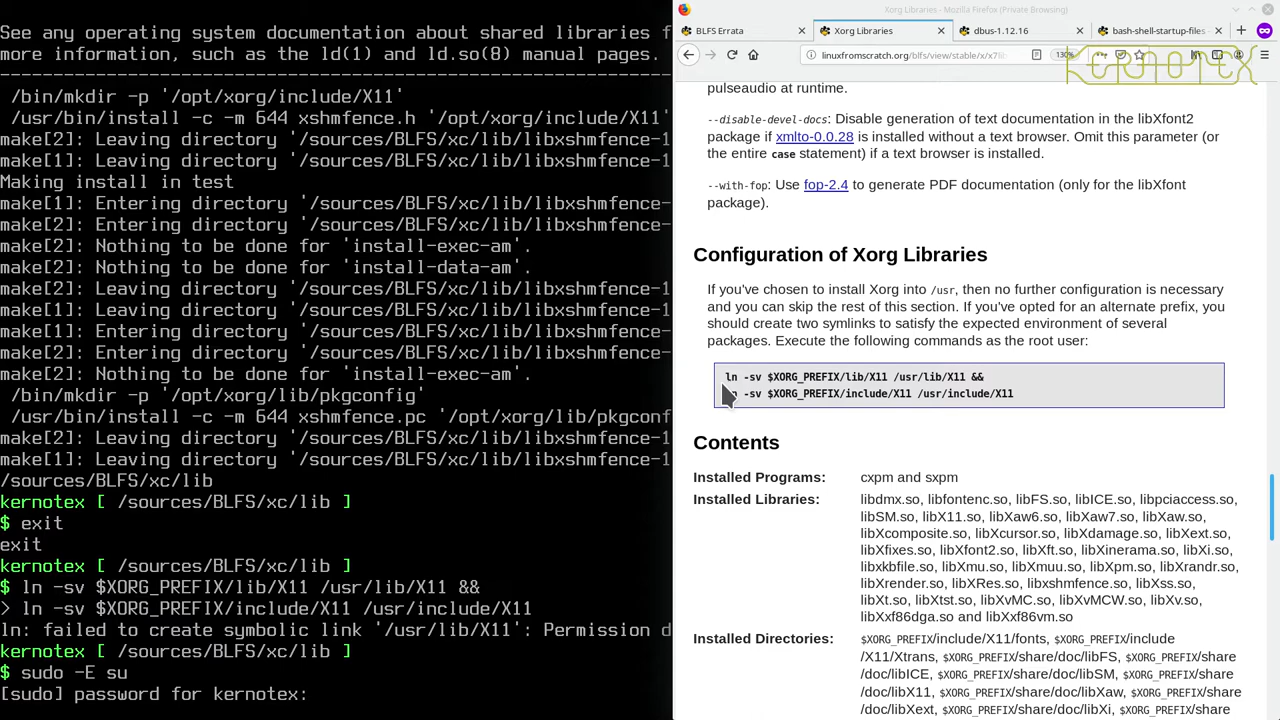 See any operating system documentation about shared libraries f
more information, such as the ld(1) and ld.so(8) manual pages.
----------------------------------------------------------------------
/bin/mkdir -p '/opt/xorg/include/X11'
/usr/bin/install -c -m 644 xshmfence.h '/opt/xorg/include/X11'
make[2]: Leaving directory '/sources/BLFS/xc/lib/libxshmfence-1
make[1]: Leaving directory '/sources/BLFS/xc/lib/libxshmfence-1
Making install in test
make[1]: Entering directory '/sources/BLFS/xc/lib/libxshmfence-
make[2]: Entering directory '/sources/BLFS/xc/lib/libxshmfence-
make[2]: Nothing to be done for 'install-exec-am'.
make[2]: Nothing to be done for 'install-data-am'.
make[2]: Leaving directory '/sources/BLFS/xc/lib/libxshmfence-1
make[1]: Leaving directory '/sources/BLFS/xc/lib/libxshmfence-1
make[1]: Entering directory '/sources/BLFS/xc/lib/libxshmfence-
make[2]: Entering directory '/sources/BLFS/xc/lib/libxshmfence-
make[2]: Nothing to be done for 'install-exec-am'.
/bin/mkdir -p '/opt/xorg/lib/pkgconfig'
/usr/bin/install -c -m 644 xshmfence.pc '/opt/xorg/lib/pkgconf
make[2]: Leaving directory '/sources/BLFS/xc/lib/libxshmfence-1
make[1]: Leaving directory '/sources/BLFS/xc/lib/libxshmfence-1
/sources/BLFS/xc/lib
kernotex [ /sources/BLFS/xc/lib ]
$ exit
exit
kernotex [ /sources/BLFS/xc/lib ]
$ ln -sv $XORG_PREFIX/lib/X11 /usr/lib/X11 &&
> ln -sv $XORG_PREFIX/include/X11 /usr/include/X11
ln: failed to create symbolic link '/usr/lib/X11': Permission d
kernotex [ /sources/BLFS/xc/lib ]
$ sudo -E su
[sudo] password for kernotex:
Xorg Libraries - Mozilla Firefox (Private Browsing)
BLFS Errata
Xorg Libraries
dbus-1.12.16
bash-shell-startup-files
linuxfromscratch.org/blfs/view/stable/x/x7lib
130%
KERNOTEX
pulseaudio at runtime.
--disable-devel-docs: Disable generation of text documentation in the libXfont2
package if xmlto-0.0.28 is installed without a text browser. Omit this parameter (or
the entire case statement) if a text browser is installed.
--with-fop: Use fop-2.4 to generate PDF documentation (only for the libXfont
package).
Configuration of Xorg Libraries
If you've chosen to install Xorg into /usr, then no further configuration is necessary
and you can skip the rest of this section. If you've opted for an alternate prefix, you
should create two symlinks to satisfy the expected environment of several
packages. Execute the following commands as the root user:
ln -sv $XORG_PREFIX/lib/X11 /usr/lib/X11 &&
ln -sv $XORG_PREFIX/include/X11 /usr/include/X11
Contents
Installed Programs: cxpm and sxpm
Installed Libraries: libdmx.so, libfontenc.so, libFS.so, libICE.so, libpciaccess.so,
libSM.so, libX11.so, libXaw6.so, libXaw7.so, libXaw.so,
libXcomposite.so, libXcursor.so, libXdamage.so, libXext.so,
libXfixes.so, libXfont2.so, libXft.so, libXinerama.so, libXi.so,
libxkbfile.so, libXmu.so, libXmuu.so, libXpm.so, libXrandr.so,
libXrender.so, libXRes.so, libxshmfence.so, libXss.so,
libXt.so, libXtst.so, libXvMC.so, libXvMCW.so, libXv.so,
libXxf86dga.so and libXxf86vm.so
Installed Directories: $XORG_PREFIX/include/X11/fonts, $XORG_PREFIX/include
/X11/Xtrans, $XORG_PREFIX/share/doc/libFS, $XORG_PREFIX/share
/doc/libICE, $XORG_PREFIX/share/doc/libSM, $XORG_PREFIX/share
/doc/libX11, $XORG_PREFIX/share/doc/libXaw, $XORG_PREFIX/share
/doc/libXext, $XORG_PREFIX/share/doc/libXi, $XORG_PREFIX/share